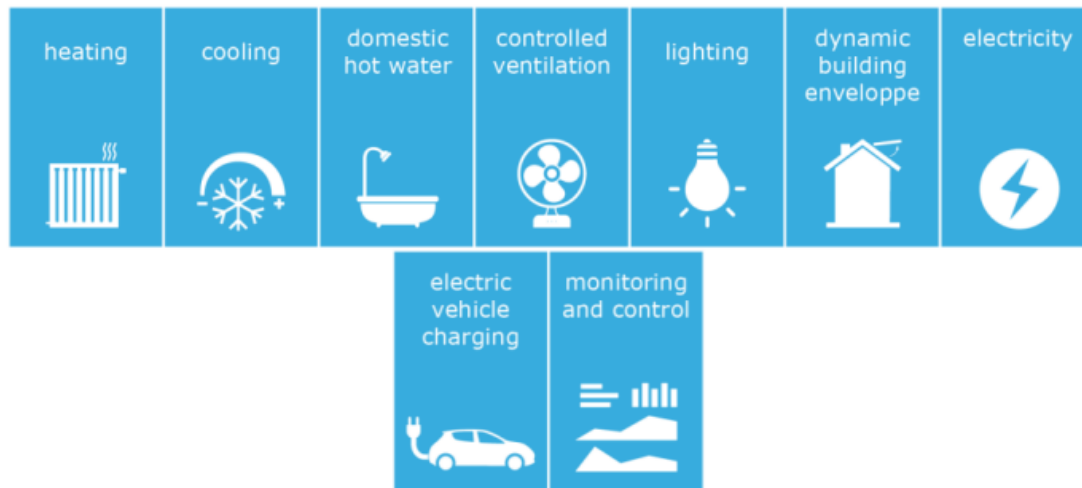 heating
cooling
domestic
hot water
controlled
ventilation
lighting
dynamic
building
enveloppe
electricity
electric
vehicle
charging
monitoring
and control